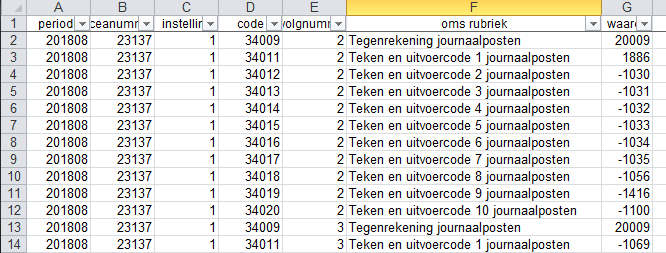 A B C D E F G
1 period ceanumm instellin code volgnumm oms rubriek waard
2 201808 23137 1 34009 2 Tegenrekening journaalposten 20009
3 201808 23137 1 34011 2 Teken en uitvoercode 1 journaalposten 1886
4 201808 23137 1 34012 2 Teken en uitvoercode 2 journaalposten -1030
5 201808 23137 1 34013 2 Teken en uitvoercode 3 journaalposten -1031
6 201808 23137 1 34014 2 Teken en uitvoercode 4 journaalposten -1032
7 201808 23137 1 34015 2 Teken en uitvoercode 5 journaalposten -1033
8 201808 23137 1 34016 2 Teken en uitvoercode 6 journaalposten -1034
9 201808 23137 1 34017 2 Teken en uitvoercode 7 journaalposten -1035
10 201808 23137 1 34018 2 Teken en uitvoercode 8 journaalposten -1056
11 201808 23137 1 34019 2 Teken en uitvoercode 9 journaalposten -1416
12 201808 23137 1 34020 2 Teken en uitvoercode 10 journaalposten -1100
13 201808 23137 1 34009 3 Tegenrekening journaalposten 20009
14 201808 23137 1 34011 3 Teken en uitvoercode 1 journaalposten -1069